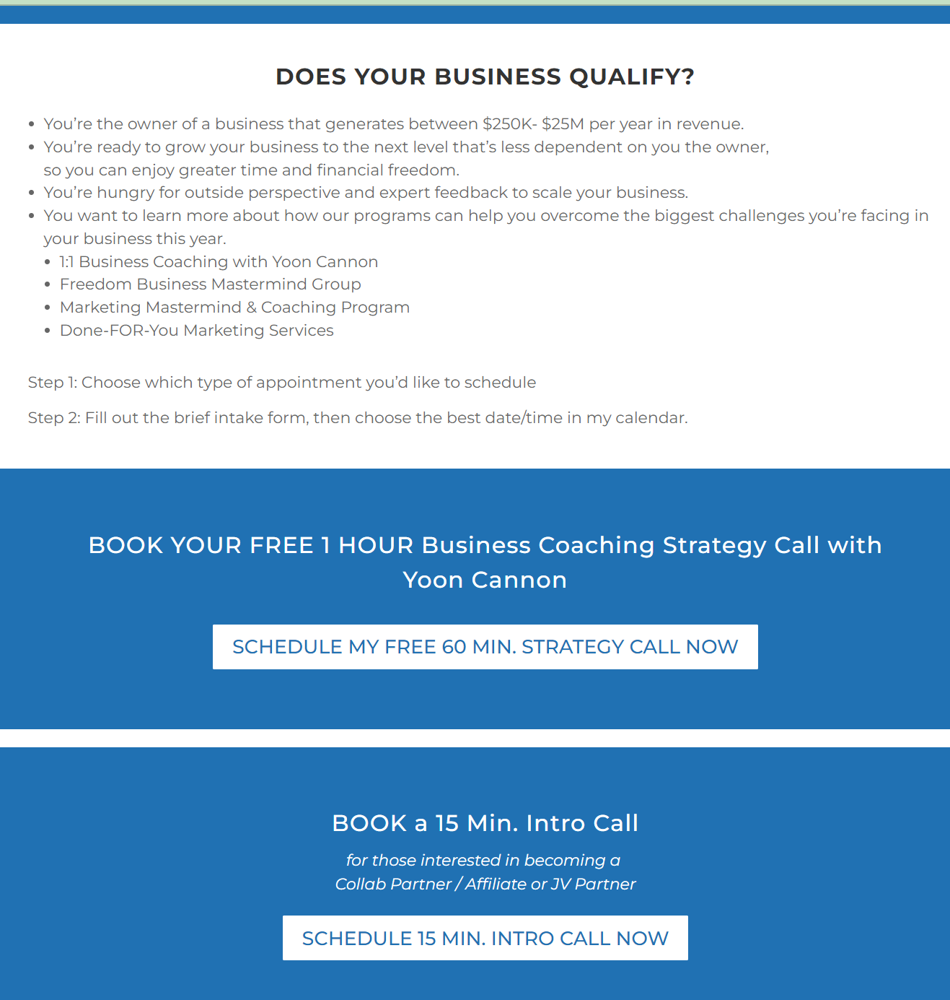 DOES YOUR BUSINESS QUALIFY?
• You're the owner of a business that generates between $250K- $25M per year in revenue.
• You're ready to grow your business to the next level that's less dependent on you the owner,
so you can enjoy greater time and financial freedom.
• You're hungry for outside perspective and expert feedback to scale your business.
• You want to learn more about how our programs can help you overcome the biggest challenges you're facing in
your business this year.
• 1:1 Business Coaching with Yoon Cannon
• Freedom Business Mastermind Group
• Marketing Mastermind & Coaching Program
• Done-FOR-You Marketing Services
Step 1: Choose which type of appointment you'd like to schedule
Step 2: Fill out the brief intake form, then choose the best date/time in my calendar.
BOOK YOUR FREE 1 HOUR Business Coaching Strategy Call with
Yoon Cannon
SCHEDULE MY FREE 60 MIN. STRATEGY CALL NOW
BOOK a 15 Min. Intro Call
for those interested in becoming a
Collab Partner / Affiliate or JV Partner
SCHEDULE 15 MIN. INTRO CALL NOW